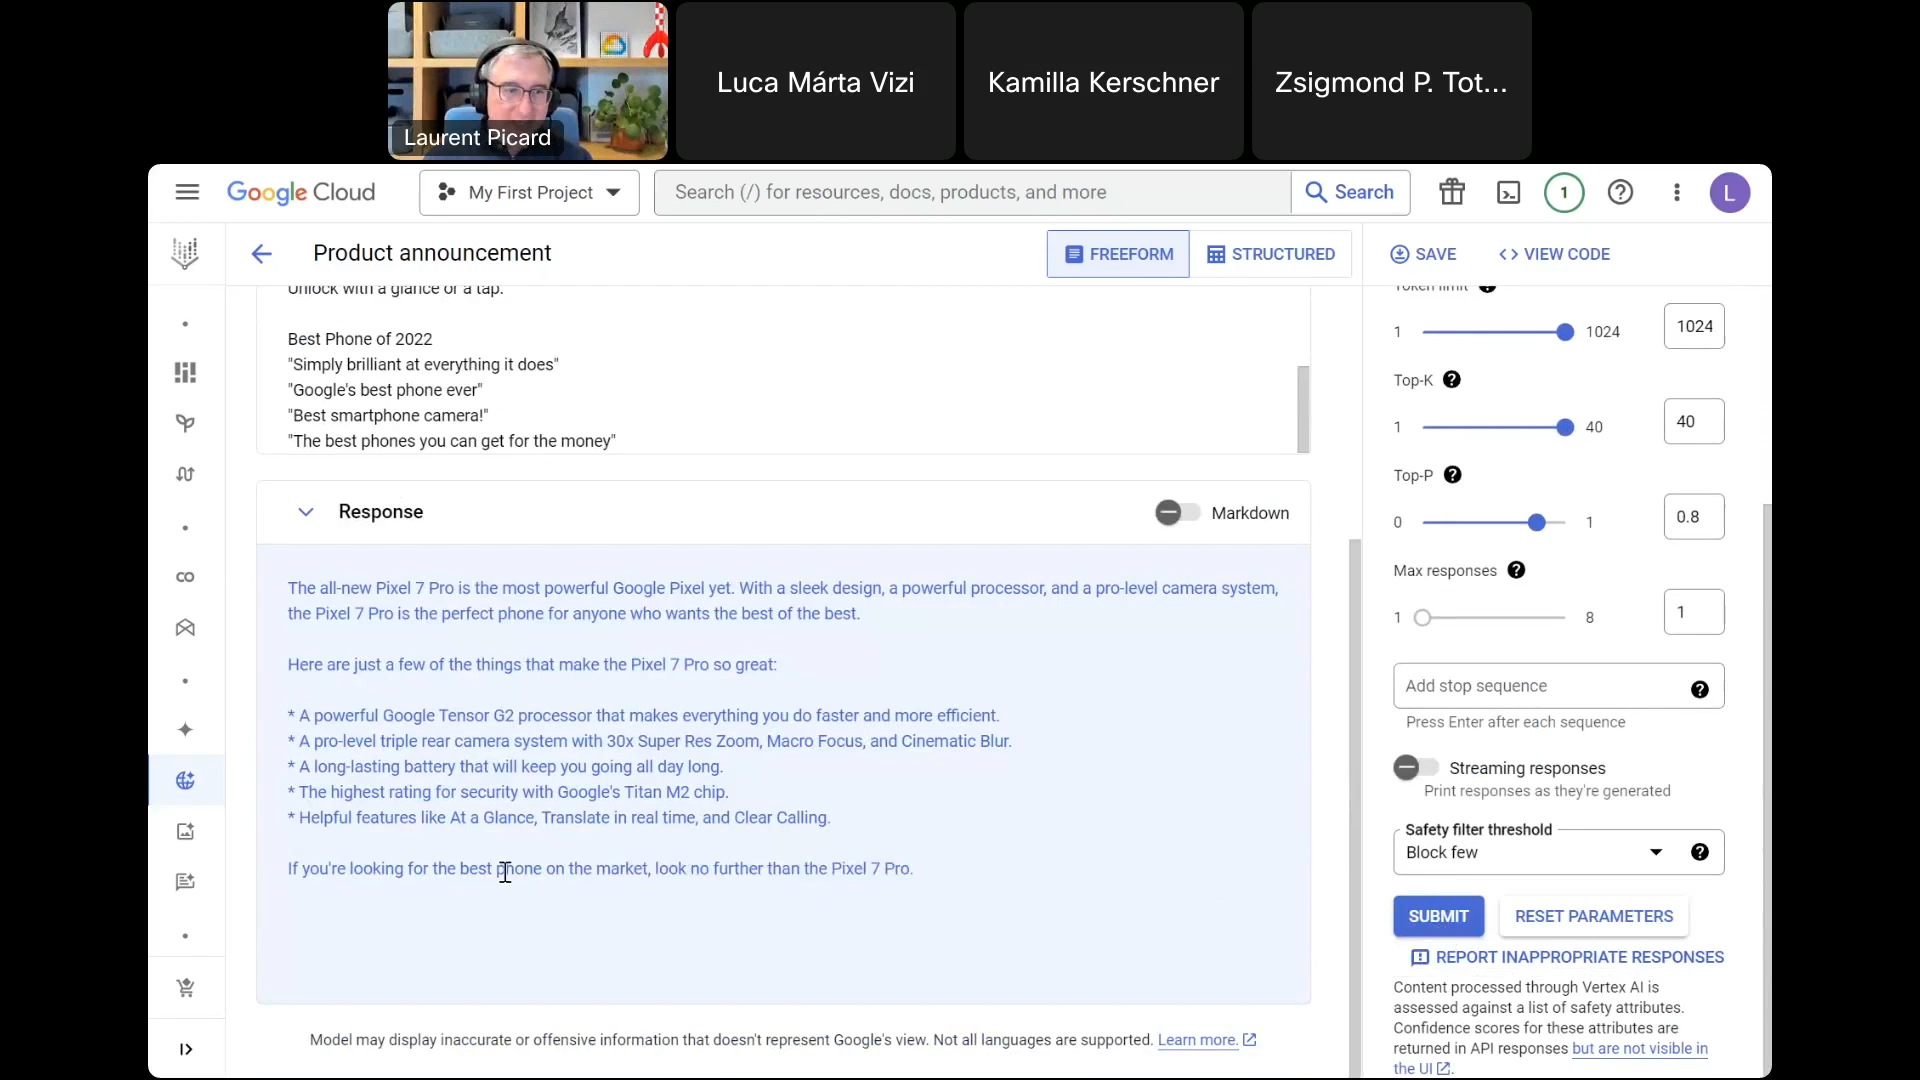 Laurent Picard
Luca Márta Vizi
Kamilla Kerschner
Zsigmond P. Tot...
Google Cloud
My First Project
Search (/) for resources, docs, products, and more
Search
1
L
Product announcement
FREEFORM
STRUCTURED
SAVE
<> VIEW CODE
Unlock with a glance or a tap.
Best Phone of 2022
"Simply brilliant at everything it does"
"Google's best phone ever"
"Best smartphone camera!"
"The best phones you can get for the money"
Response
Markdown
The all-new Pixel 7 Pro is the most powerful Google Pixel yet. With a sleek design, a powerful processor, and a pro-level camera system,
the Pixel 7 Pro is the perfect phone for anyone who wants the best of the best.
Here are just a few of the things that make the Pixel 7 Pro so great:
* A powerful Google Tensor G2 processor that makes everything you do faster and more efficient.
* A pro-level triple rear camera system with 30x Super Res Zoom, Macro Focus, and Cinematic Blur.
* A long-lasting battery that will keep you going all day long.
* The highest rating for security with Google's Titan M2 chip.
* Helpful features like At a Glance, Translate in real time, and Clear Calling.
If you're looking for the best phone on the market, look no further than the Pixel 7 Pro.
Model may display inaccurate or offensive information that doesn't represent Google's view. Not all languages are supported. Learn more.
Token limit
1 1024 1024
Top-K
1 40 40
Top-P
0 1 0.8
Max responses
1 8 1
Add stop sequence
Press Enter after each sequence
Streaming responses
Print responses as they're generated
Safety filter threshold
Block few
SUBMIT
RESET PARAMETERS
REPORT INAPPROPRIATE RESPONSES
Content processed through Vertex AI is
assessed against a list of safety attributes.
Confidence scores for these attributes are
returned in API responses but are not visible in
the UI.